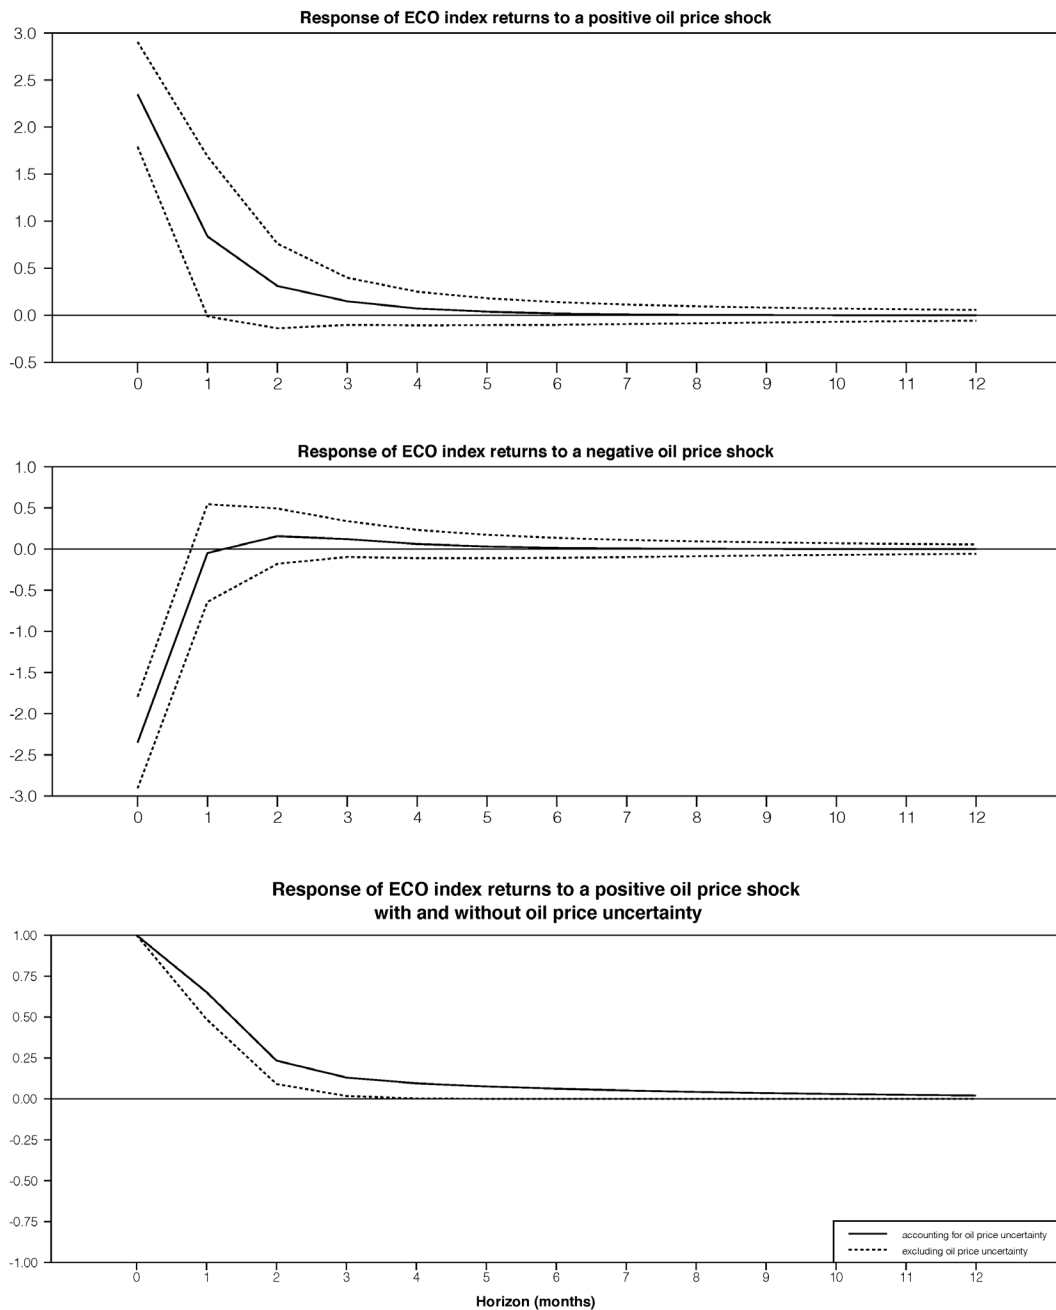 Response of ECO index returns to a positive oil price shock
3.0
2.5
2.0
1.5
1.0
0.5
0.0
-0.5
0 1 2 3 4 5 6 7 8 9 10 11 12
Response of ECO index returns to a negative oil price shock
1.0
0.5
0.0
-0.5
-1.0
-1.5
-2.0
-2.5
-3.0
0 1 2 3 4 5 6 7 8 9 10 11 12
Response of ECO index returns to a positive oil price shock
with and without oil price uncertainty
1.00
0.75
0.50
0.25
0.00
-0.25
-0.50
-0.75
-1.00
accounting for oil price uncertainty
excluding oil price uncertainty
0 1 2 3 4 5 6 7 8 9 10 11 12
Horizon (months)